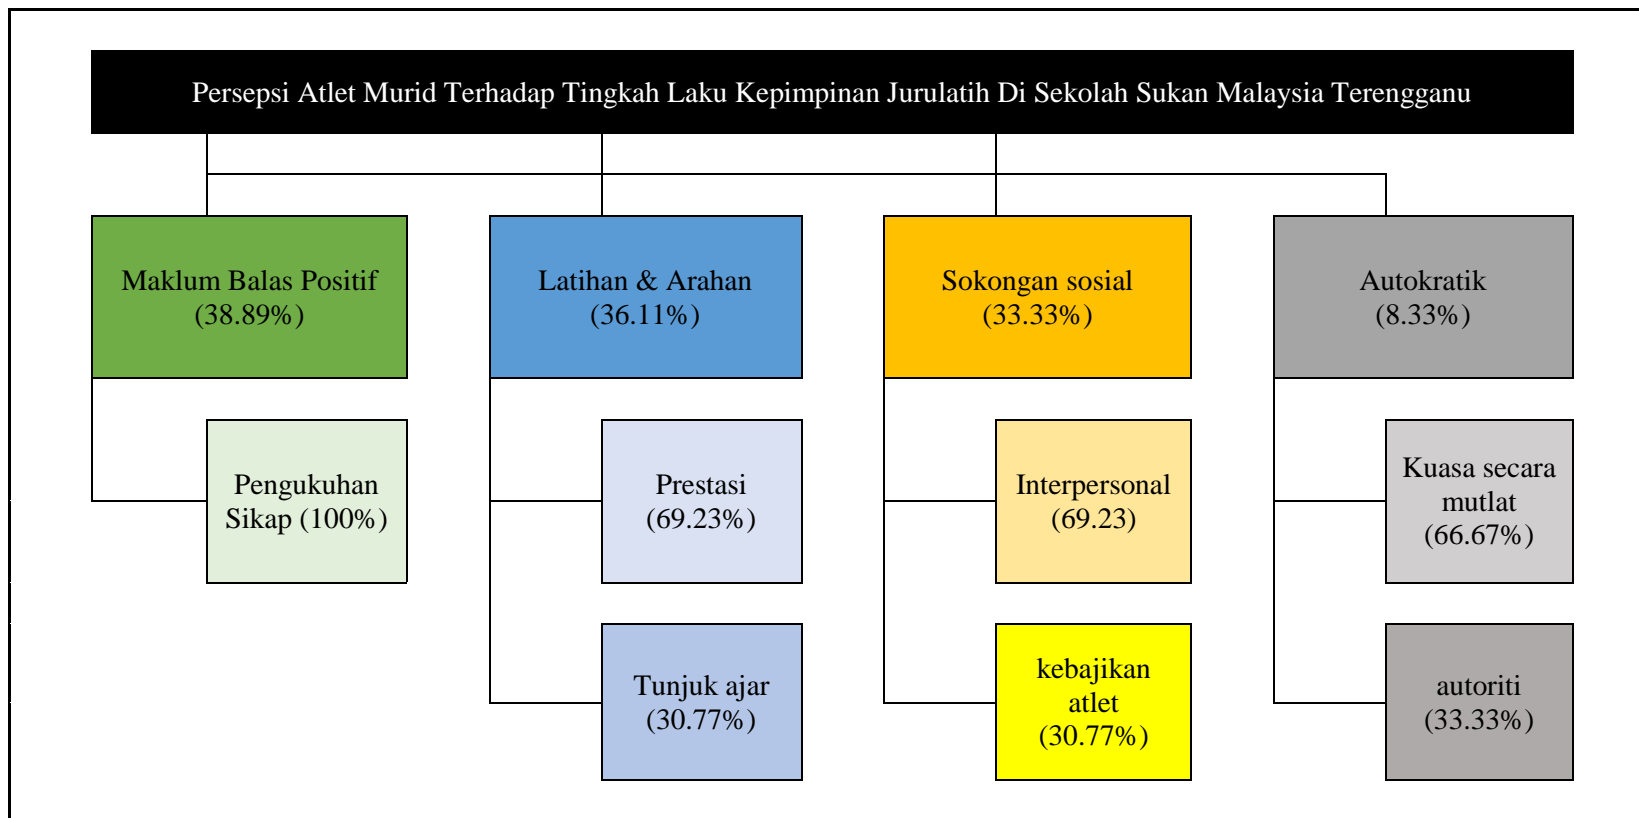 Persepsi Atlet Murid Terhadap Tingkah Laku Kepimpinan Jurulatih Di Sekolah Sukan Malaysia Terengganu
Maklum Balas Positif
(38.89%)
Pengukuhan
Sikap (100%)
Latihan & Arahan
(36.11%)
Prestasi
(69.23%)
Tunjuk ajar
(30.77%)
Sokongan sosial
(33.33%)
Interpersonal
(69.23)
kebajikan
atlet
(30.77%)
Autokratik
(8.33%)
Kuasa secara
mutlat
(66.67%)
autoriti
(33.33%)